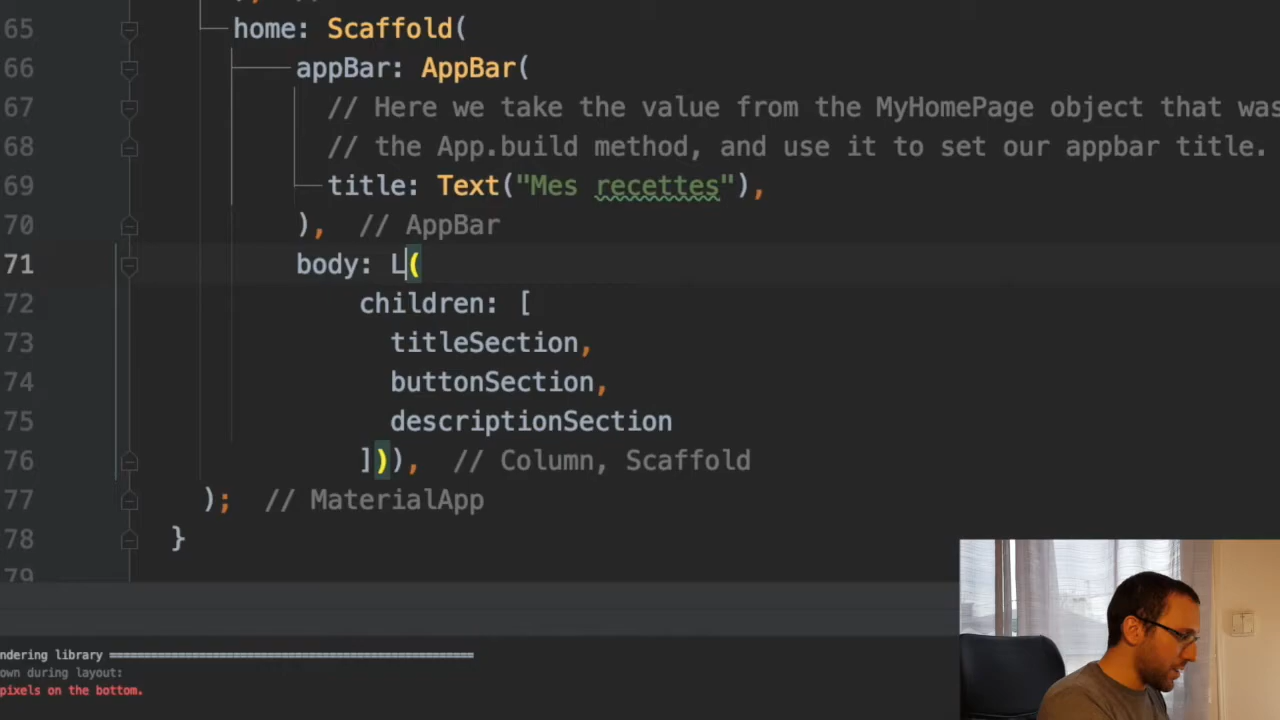 65 home: Scaffold(
66 appBar: AppBar(
67 // Here we take the value from the MyHomePage object that was
68 // the App.build method, and use it to set our appbar title.
69 title: Text("Mes recettes"),
70 ), // AppBar
71 body: L(
72 children: [
73 titleSection,
74 buttonSection,
75 descriptionSection
76 ])), // Column, Scaffold
77 ); // MaterialApp
78 }
79
ndering library ════════════════════════════════════════════════════
own during layout:
pixels on the bottom.